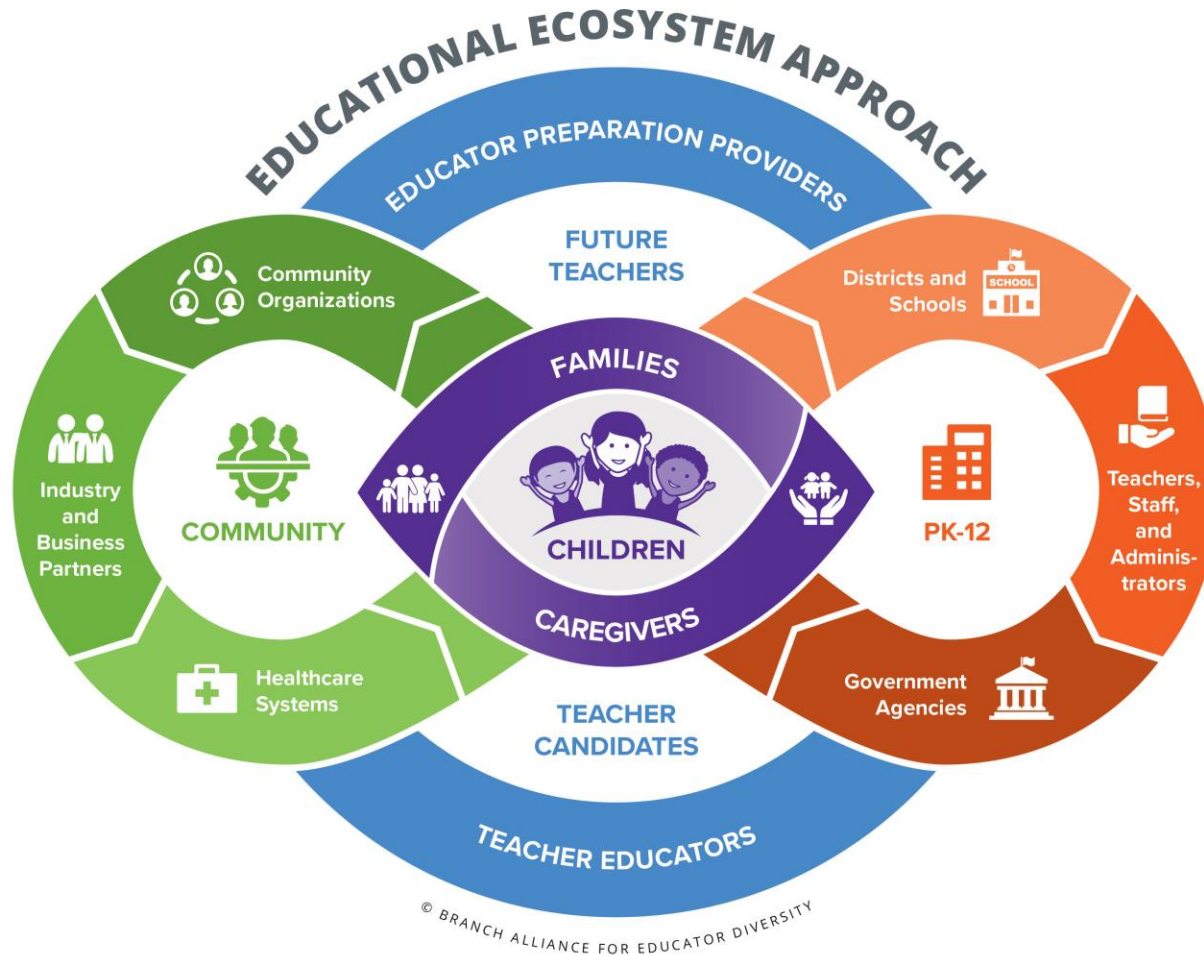 EDUCATIONAL ECOSYSTEM APPROACH
EDUCATOR PREPARATION PROVIDERS
FUTURE
TEACHERS
Community
Organizations
Districts and
Schools
SCHOOL
FAMILIES
Industry
and
Business
Partners
COMMUNITY
CHILDREN
PK-12
Teachers,
Staff,
and
Adminis-
trators
CAREGIVERS
Healthcare
Systems
Government
Agencies
TEACHER
CANDIDATES
TEACHER EDUCATORS
© BRANCH ALLIANCE FOR EDUCATOR DIVERSITY